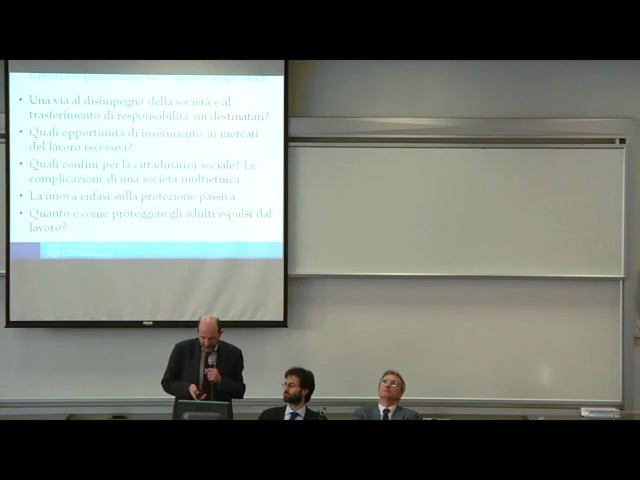 • Una via al disimpegno della società e al
trasferimento di responsabilità sui destinatari?
• Quali opportunità di inserimento in mercati
del lavoro recessivi?
• Quali confini per la cittadinanza sociale? Le
complicazioni di una società multietnica
• La nuova enfasi sulla protezione passiva
• Quanto e come proteggere gli adulti espulsi dal
lavoro?